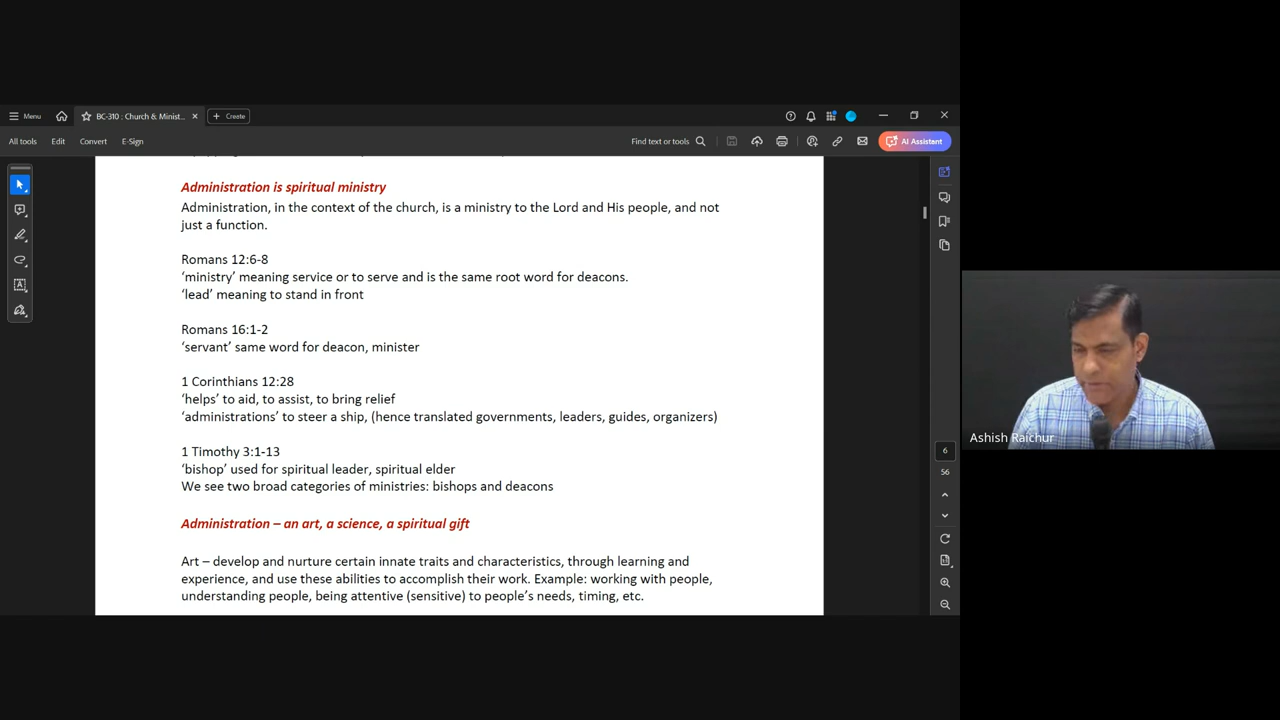 Menu
BC-310 : Church & Minist...
Create
All tools
Edit
Convert
E-Sign
Find text or tools
AI Assistant
Administration is spiritual ministry
Administration, in the context of the church, is a ministry to the Lord and His people, and not
just a function.
Romans 12:6-8
‘ministry’ meaning service or to serve and is the same root word for deacons.
‘lead’ meaning to stand in front
Romans 16:1-2
‘servant’ same word for deacon, minister
1 Corinthians 12:28
‘helps’ to aid, to assist, to bring relief
‘administrations’ to steer a ship, (hence translated governments, leaders, guides, organizers)
1 Timothy 3:1-13
‘bishop’ used for spiritual leader, spiritual elder
We see two broad categories of ministries: bishops and deacons
Administration – an art, a science, a spiritual gift
Art – develop and nurture certain innate traits and characteristics, through learning and
experience, and use these abilities to accomplish their work. Example: working with people,
understanding people, being attentive (sensitive) to people’s needs, timing, etc.
6
56
Ashish Raichur